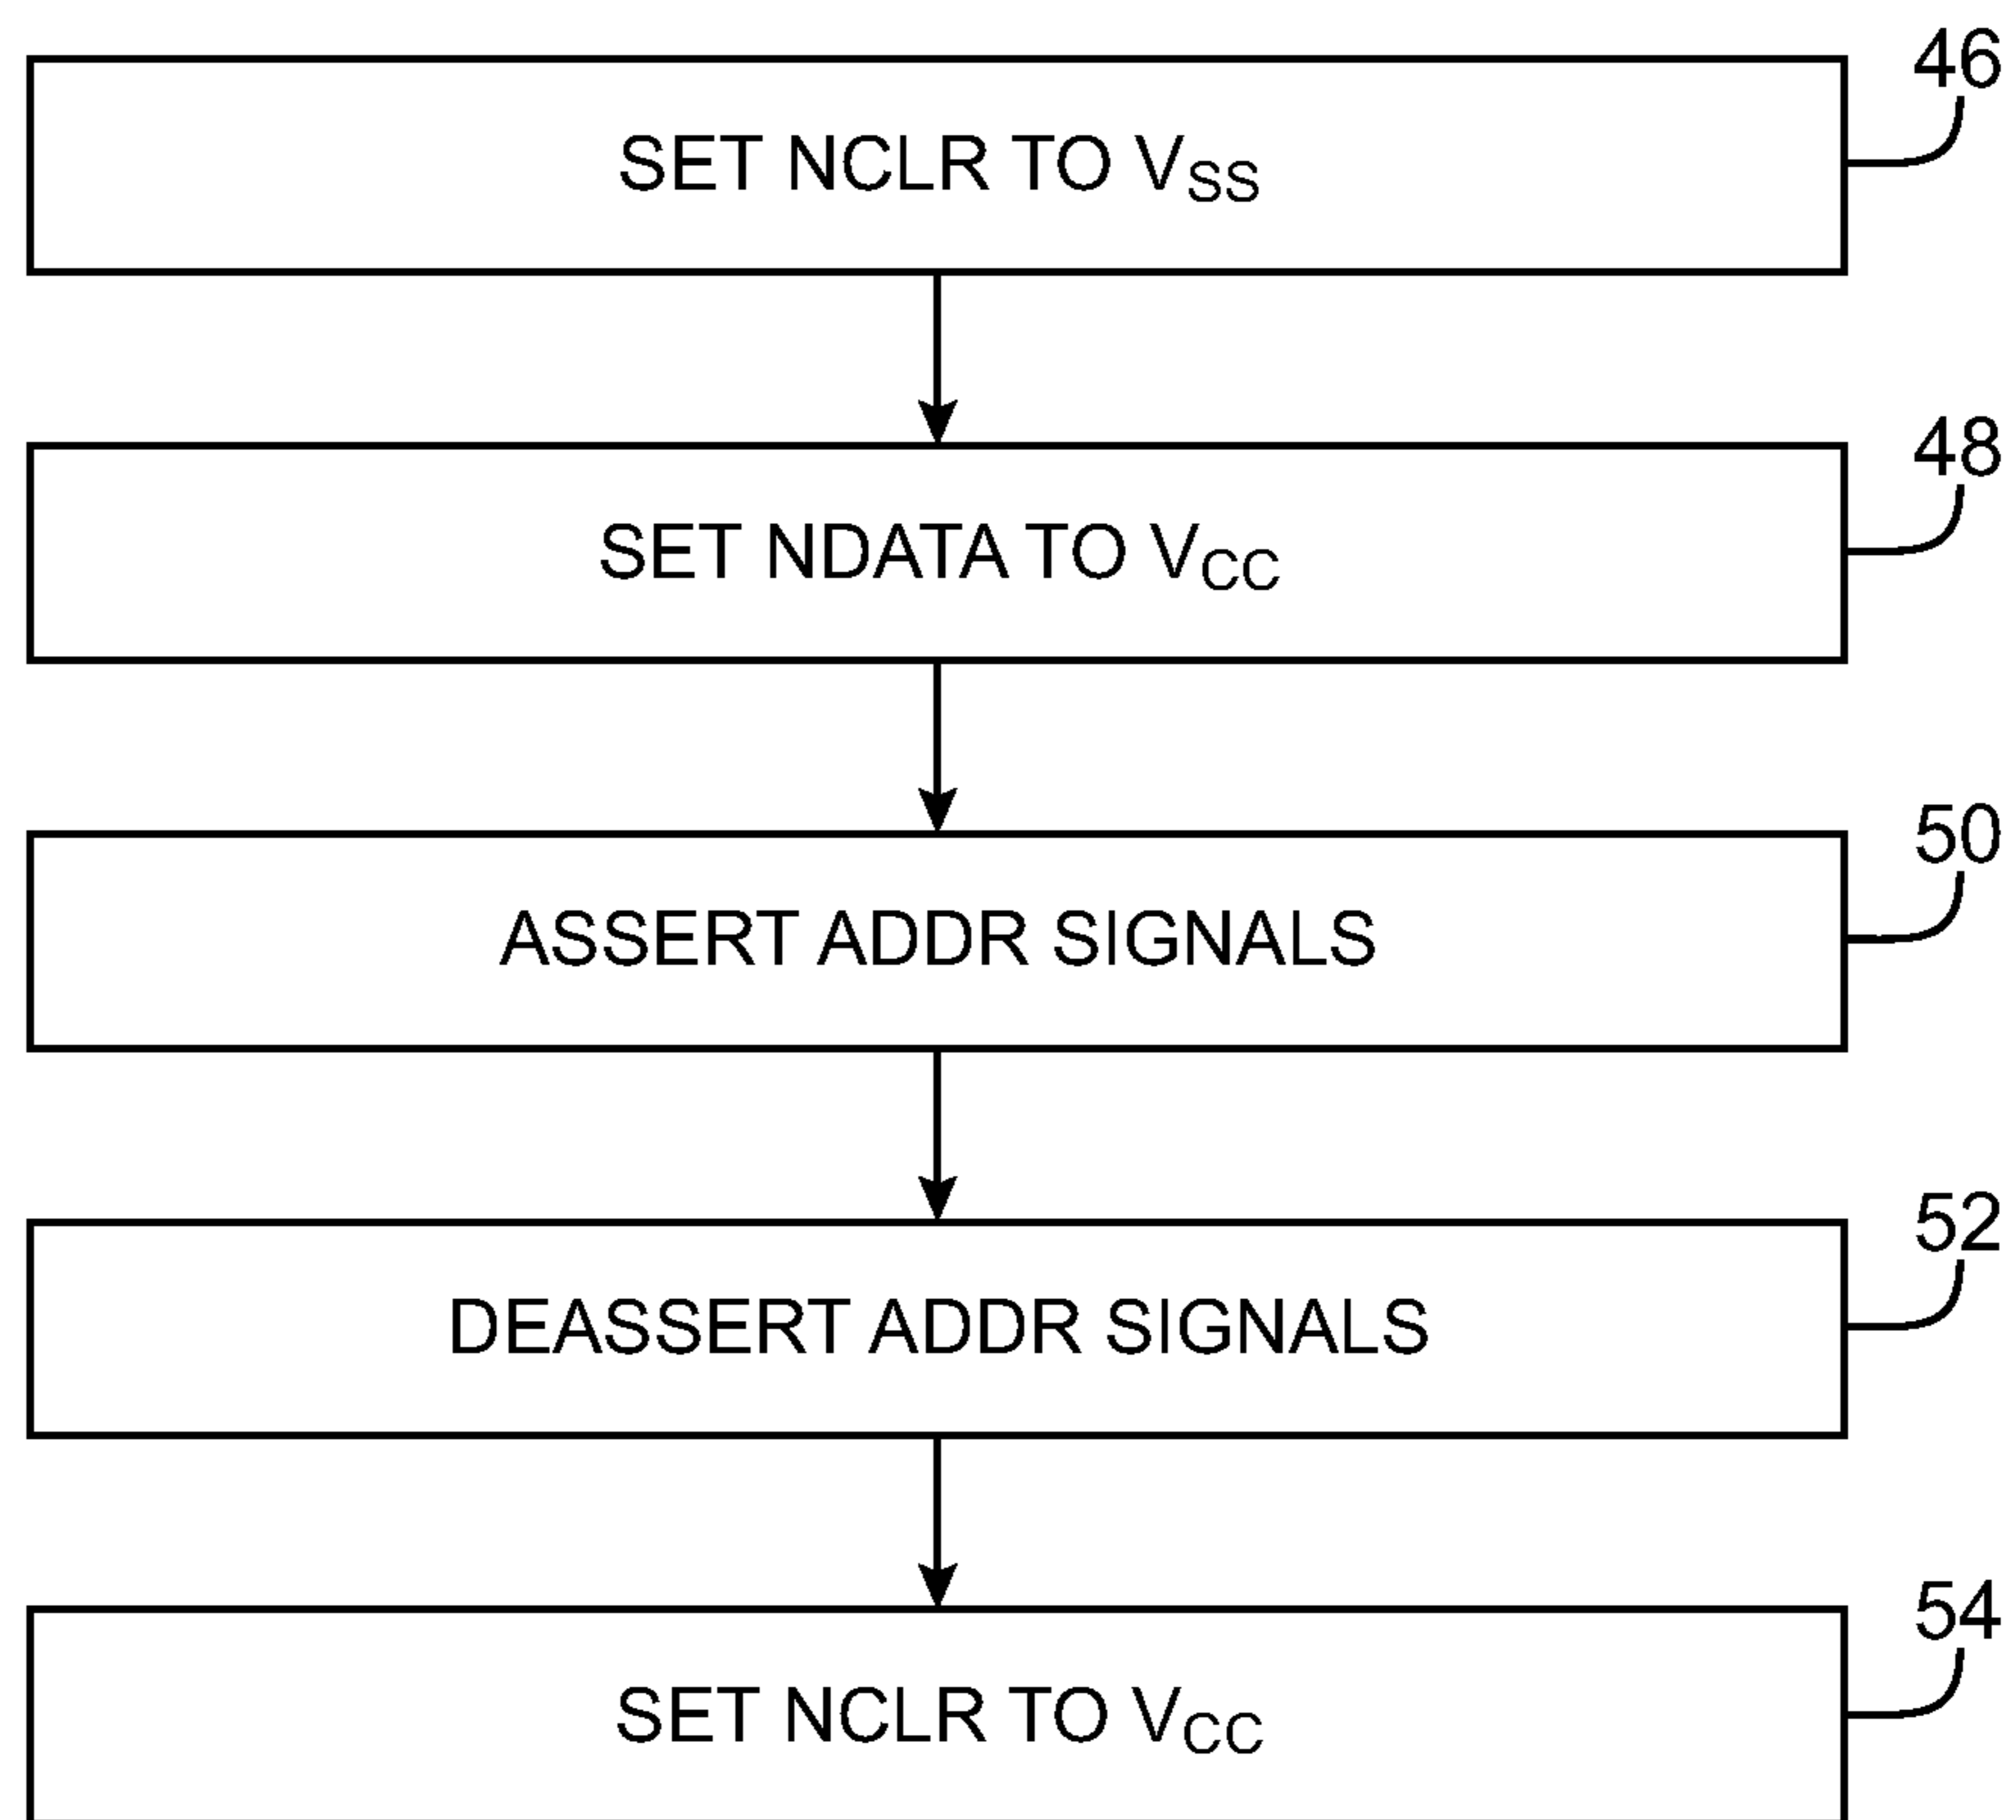 46
SET NCLR TO VSS
48
SET NDATA TO VCC
50
ASSERT ADDR SIGNALS
52
DEASSERT ADDR SIGNALS
54
SET NCLR TO VCC